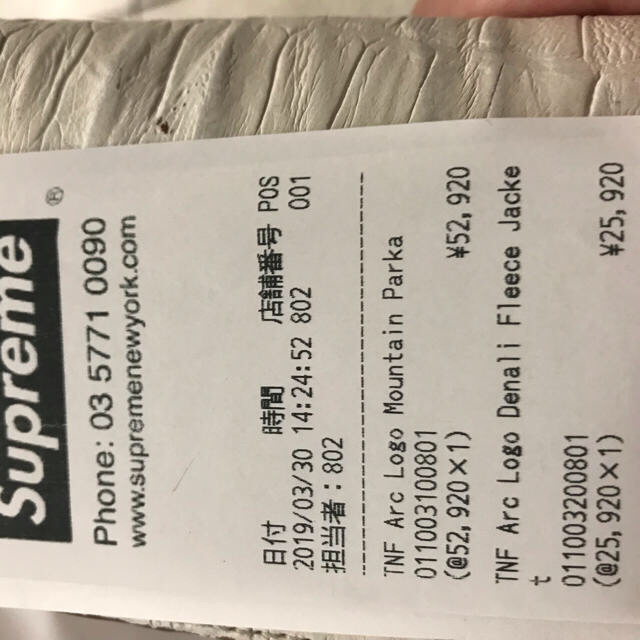 Supreme®
Phone: 03 5771 0090
www.supremenewyork.com
日付 時間 店舗番号 POS
2019/03/30 14:24:52 802 001
担当者：802
TNF Arc Logo Mountain Parka
011003100801 ¥52,920
(@52,920×1)
TNF Arc Logo Denali Fleece Jacke
t
011003200801 ¥25,920
(@25,920×1)